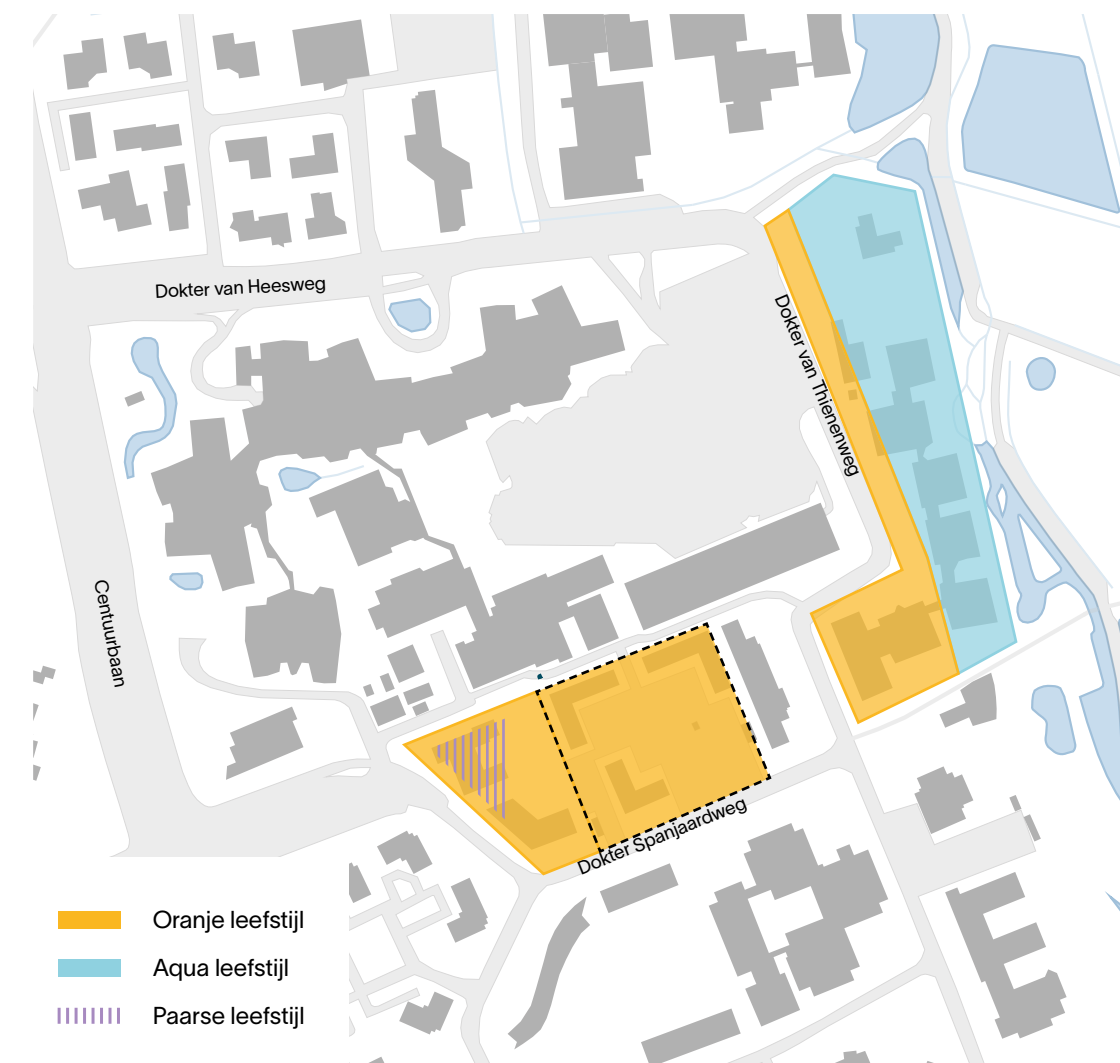 Dokter van Heesweg
Dokter van Thienenweg
Centuurbaan
Dokter Spanjaardweg
Oranje leefstijl
Aqua leefstijl
Paarse leefstijl